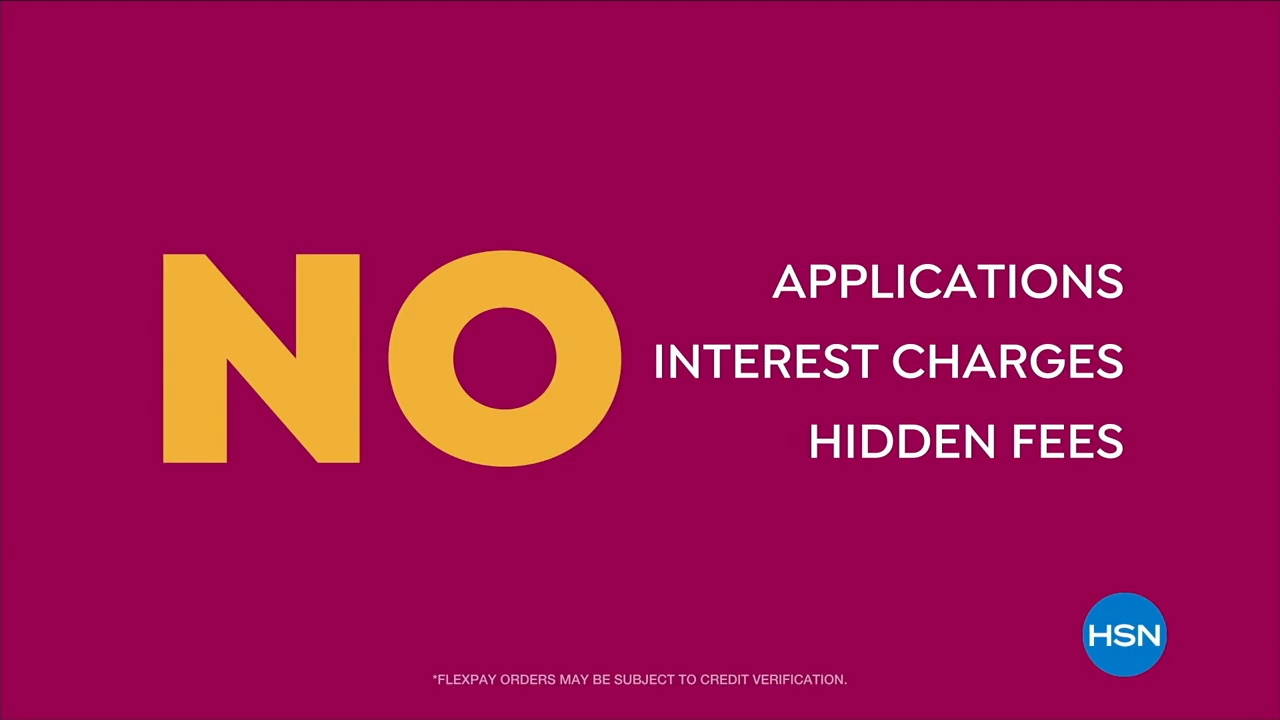 NO
APPLICATIONS
INTEREST CHARGES
HIDDEN FEES
HSN
*FLEXPAY ORDERS MAY BE SUBJECT TO CREDIT VERIFICATION.